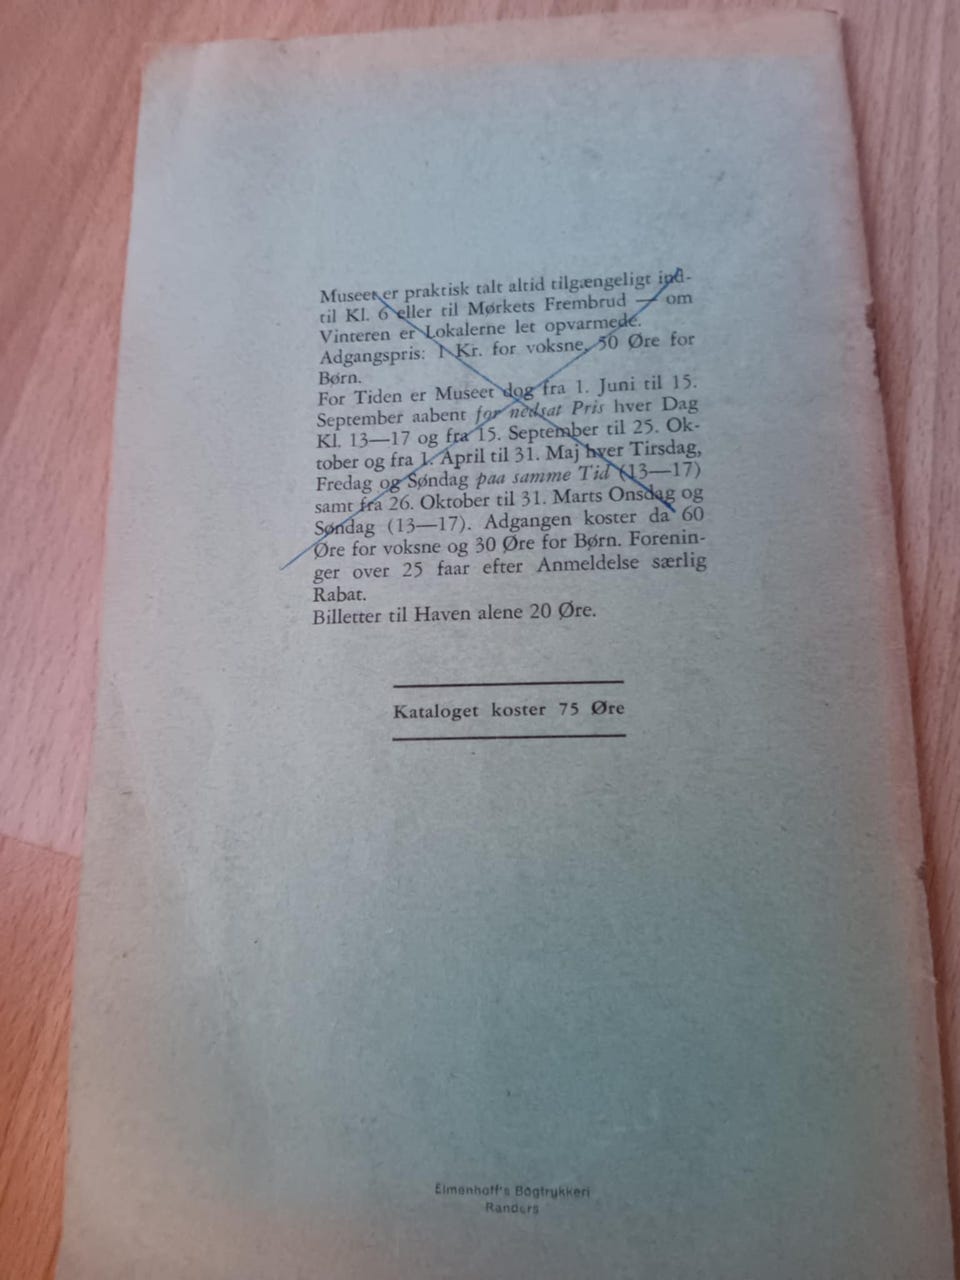 Museet er praktisk talt altid tilgængeligt ind-
til Kl. 6 eller til Mørkets Frembrud — om
Vinteren er Lokalerne let opvarmede.
Adgangspris: 1 Kr. for voksne, 50 Øre for
Børn.
For Tiden er Museet dog fra 1. Juni til 15.
September aabent for nedsat Pris hver Dag
Kl. 13—17 og fra 15. September til 25. Ok-
tober og fra 1. April til 31. Maj hver Tirsdag,
Fredag og Søndag paa samme Tid (13—17)
samt fra 26. Oktober til 31. Marts Onsdag og
Søndag (13—17). Adgangen koster da 60
Øre for voksne og 30 Øre for Børn. Forenin-
ger over 25 faar efter Anmeldelse særlig
Rabat.
Billetter til Haven alene 20 Øre.
Kataloget koster 75 Øre
Elmenhoff's Bogtrykkeri
Randers